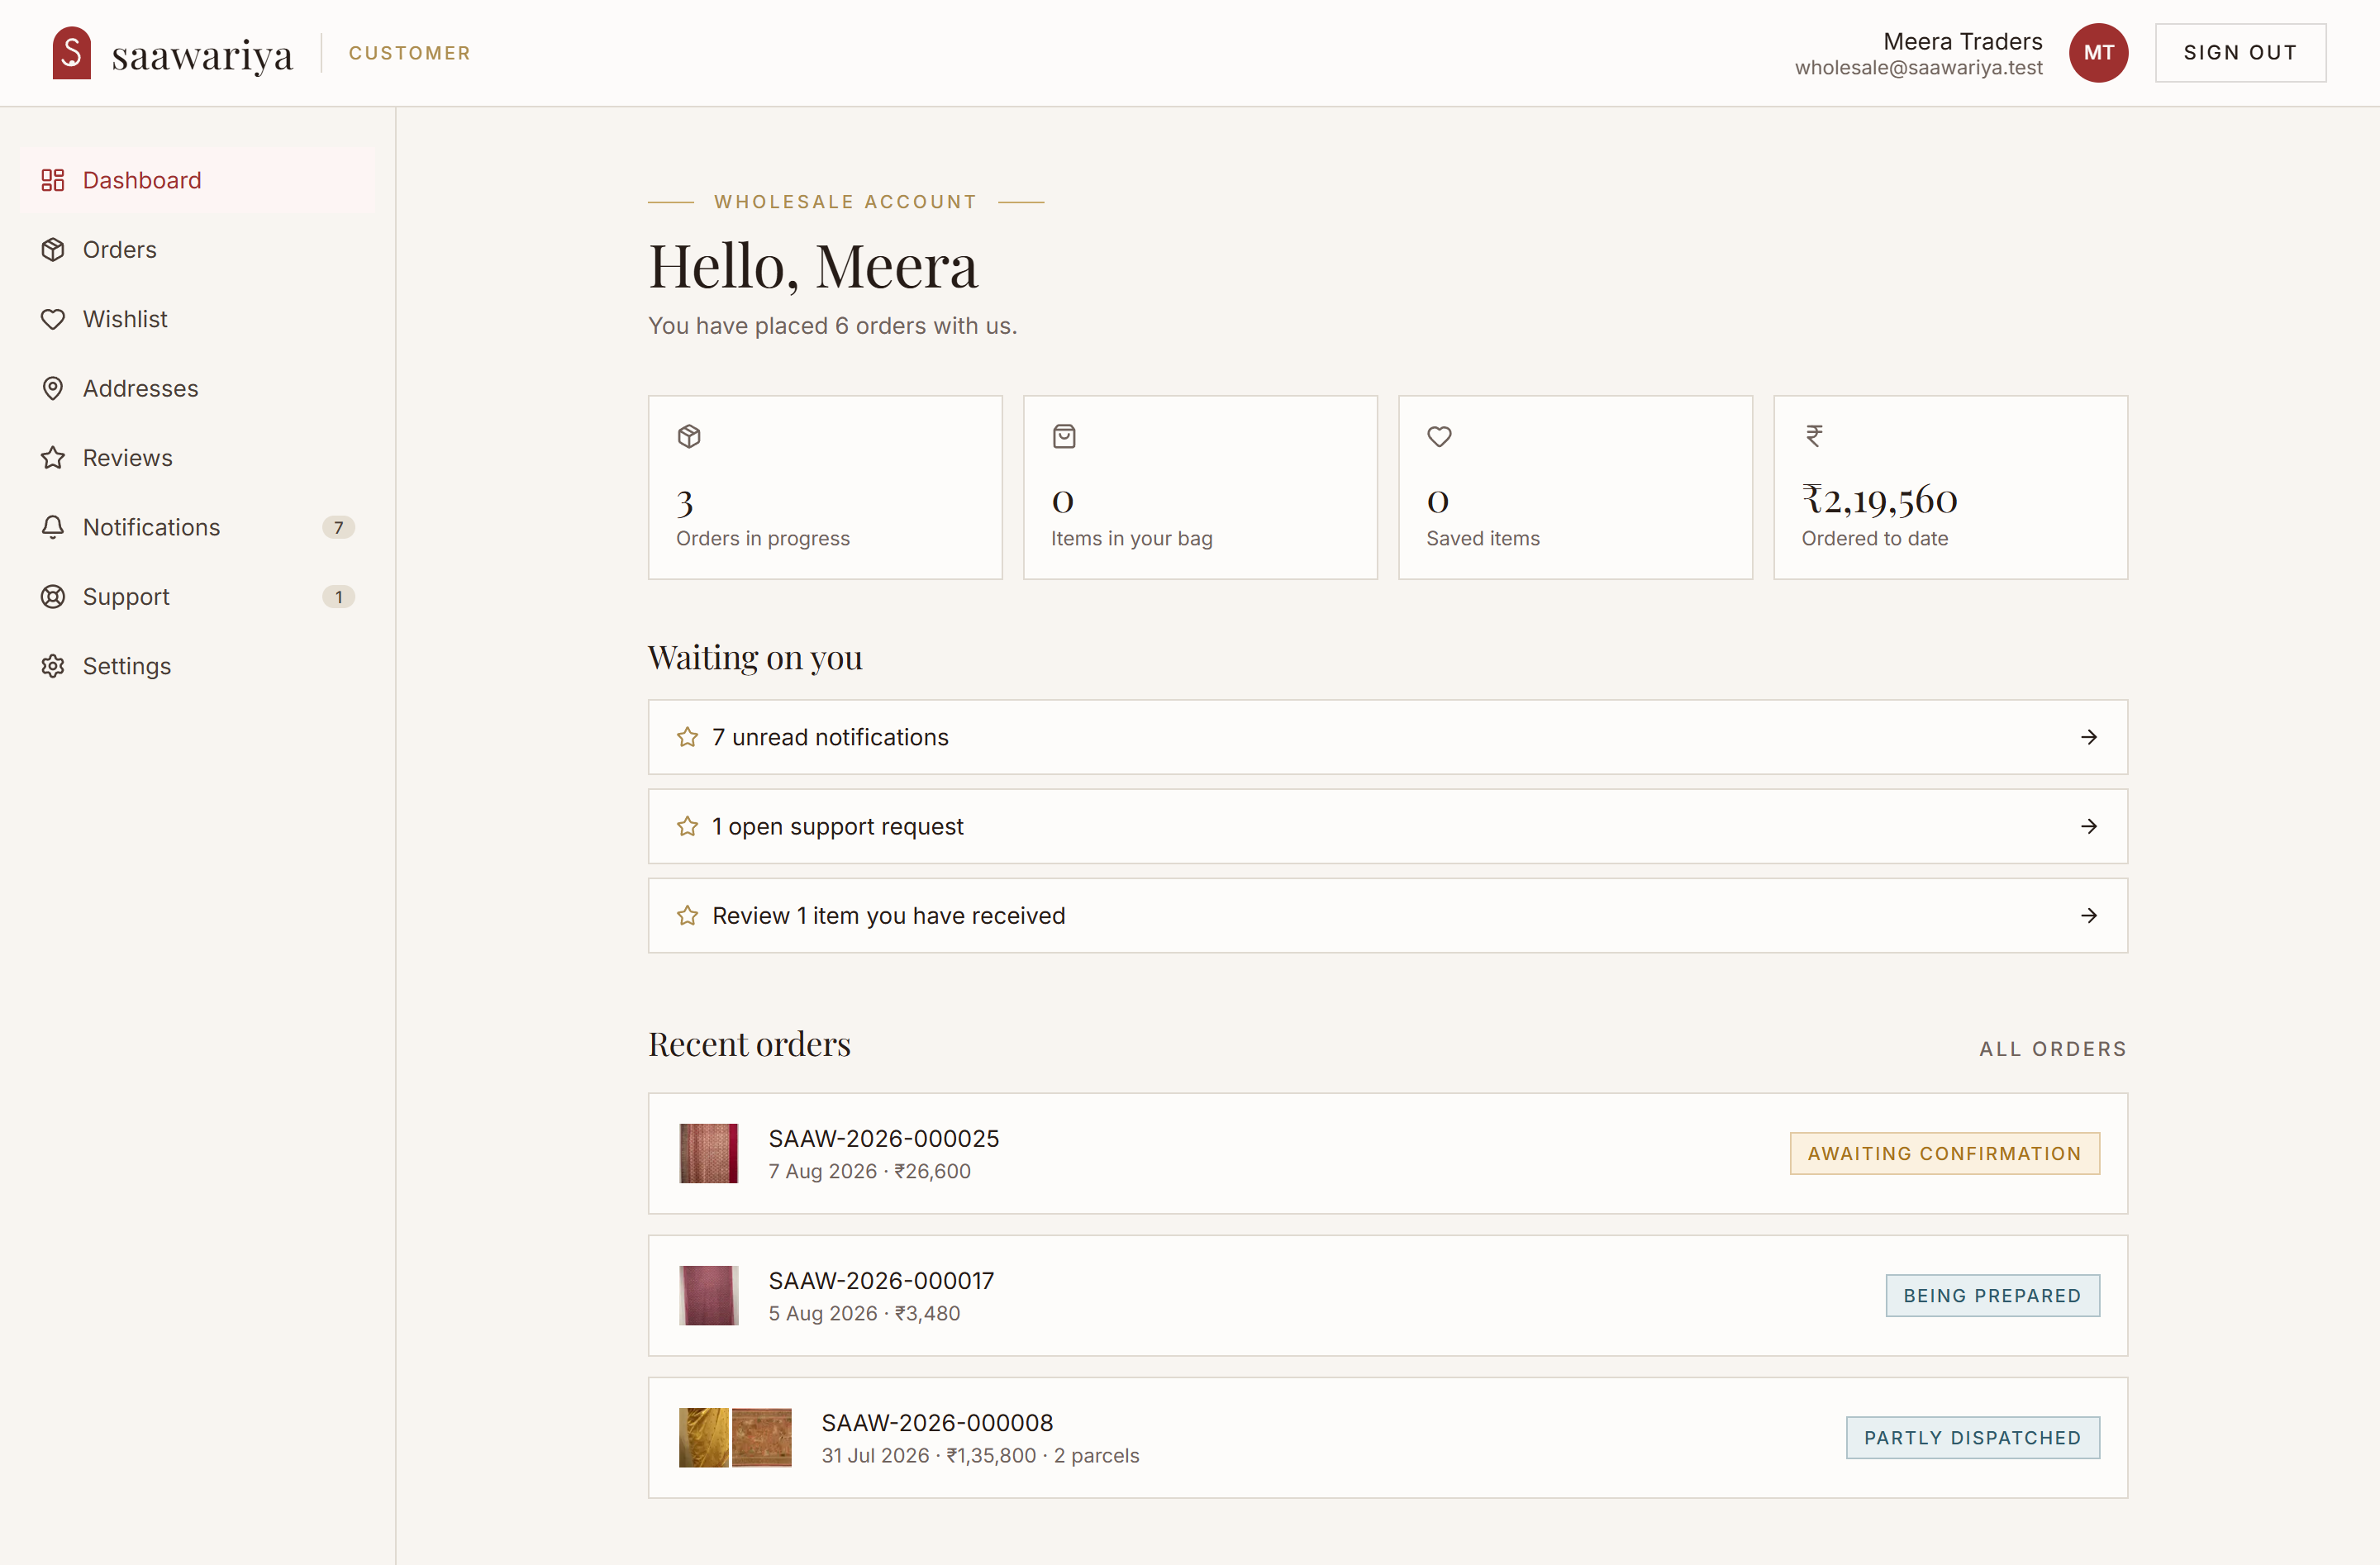 saawariya
CUSTOMER
Meera Traders
wholesale@saawariya.test
MT
SIGN OUT
Dashboard
Orders
Wishlist
Addresses
Reviews
Notifications 7
Support 1
Settings
WHOLESALE ACCOUNT
Hello, Meera
You have placed 6 orders with us.
3
Orders in progress
0
Items in your bag
0
Saved items
₹
₹2,19,560
Ordered to date
Waiting on you
7 unread notifications
1 open support request
Review 1 item you have received
Recent orders
ALL ORDERS
SAAW-2026-000025
7 Aug 2026 · ₹26,600
AWAITING CONFIRMATION
SAAW-2026-000017
5 Aug 2026 · ₹3,480
BEING PREPARED
SAAW-2026-000008
31 Jul 2026 · ₹1,35,800 · 2 parcels
PARTLY DISPATCHED